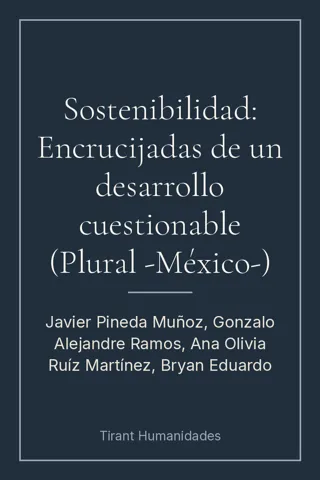 Sostenibilidad:
Encrucijadas de un
desarrollo
cuestionable
(Plural -México-)
Javier Pineda Muñoz, Gonzalo
Alejandre Ramos, Ana Olivia
Ruíz Martínez, Bryan Eduardo
Tirant Humanidades